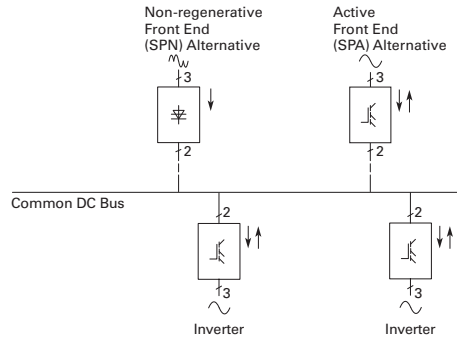 Non-regenerative
Front End
(SPN) Alternative
Active
Front End
(SPA) Alternative
3
3
2
2
Common DC Bus
2
2
3
3
Inverter
Inverter